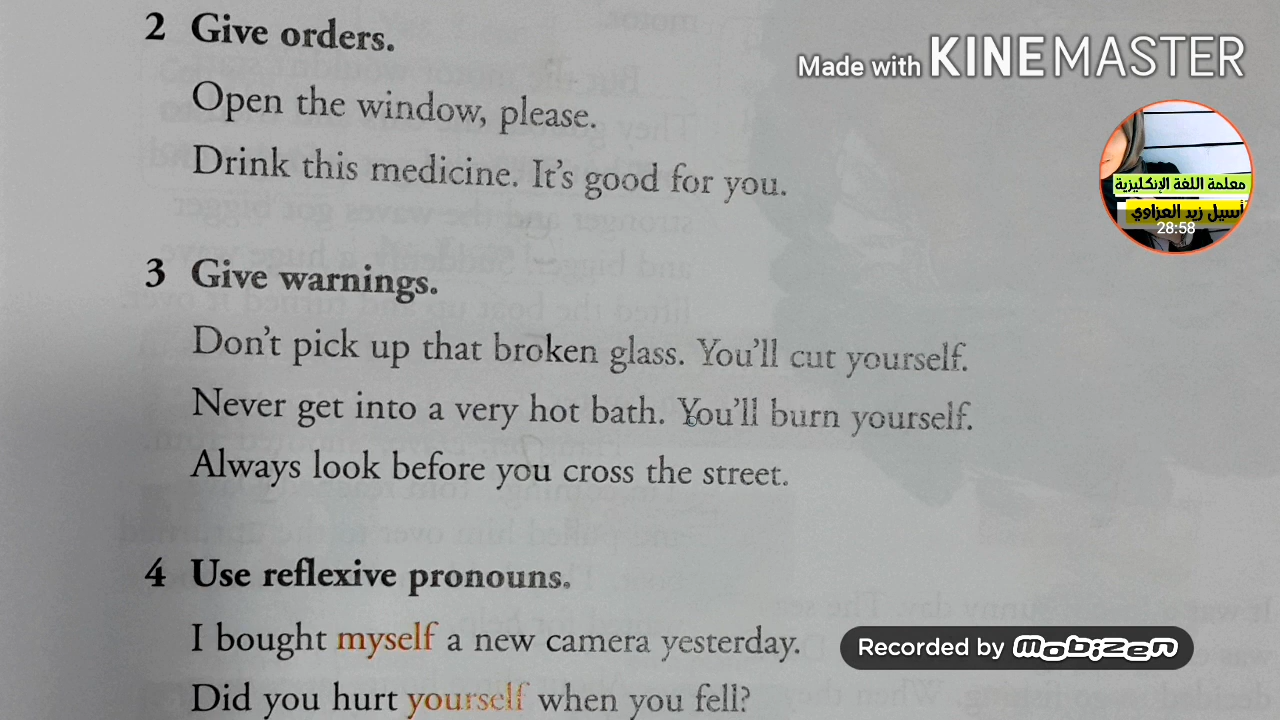 2 Give orders.
Open the window, please.
Drink this medicine. It's good for you.
3 Give warnings.
Don't pick up that broken glass. You'll cut yourself.
Never get into a very hot bath. You'll burn yourself.
Always look before you cross the street.
4 Use reflexive pronouns.
I bought myself a new camera yesterday.
Did you hurt yourself when you fell?
Made with KINEMASTER
معلمة اللغة الإنكليزية
أسيل زيد العزاوي
28:58
Recorded by mobizen